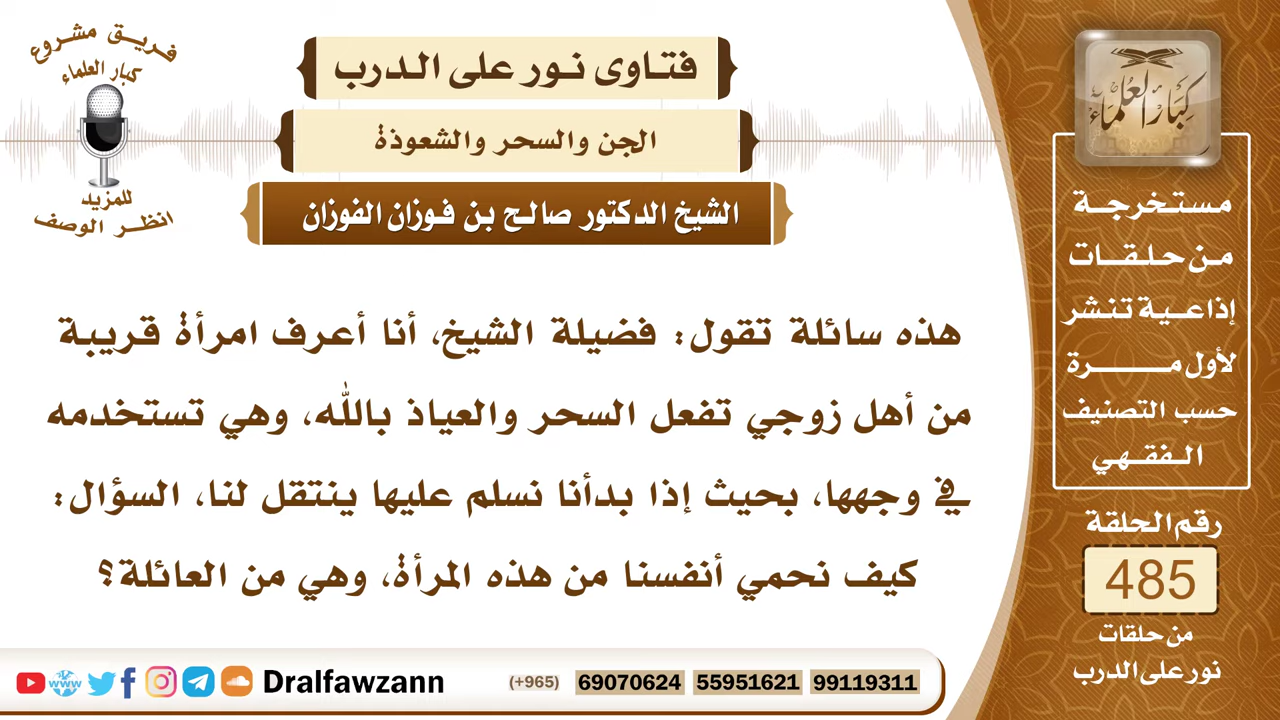 فريق مشروع
كبار العلماء
للمزيد
انظر الوصف
فتاوى نور على الدرب
الجن والسحر والشعوذة
الشيخ الدكتور صالح بن فوزان الفوزان
هذه سائلة تقول: فضيلة الشيخ، أنا أعرف امرأة قريبة
من أهل زوجي تفعل السحر والعياذ بالله، وهي تستخدمه
في وجهها، بحيث إذا بدأنا نسلم عليها ينتقل لنا، السؤال:
كيف نحمي أنفسنا من هذه المرأة، وهي من العائلة؟
كبار العلماء
مستخرجة
من حلقات
إذاعية تنشر
لأول مرة
حسب التصنيف
الفقهي
رقم الحلقة
485
من حلقات
نور على الدرب
www Dralfawzann (+965) 69070624 55951621 99119311